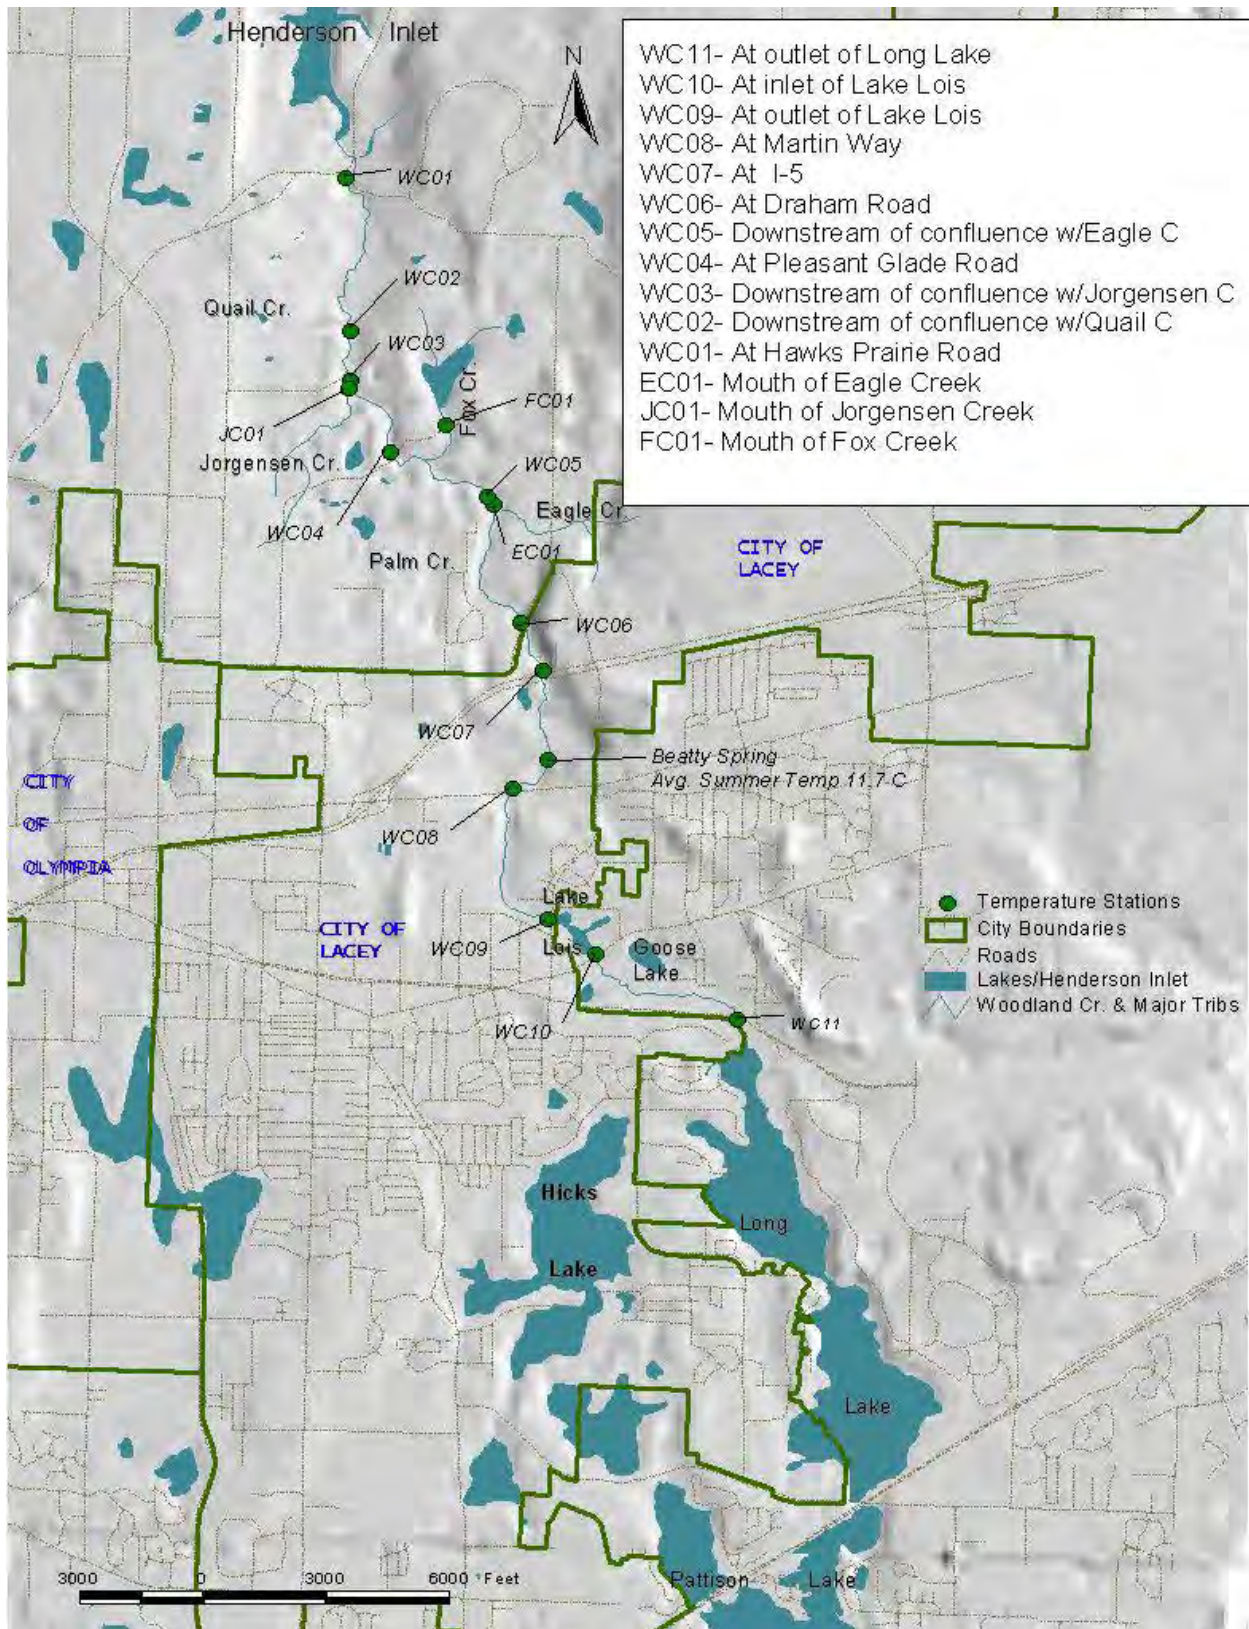 Henderson Inlet
N
WC11- At outlet of Long Lake
WC10- At inlet of Lake Lois
WC09- At outlet of Lake Lois
WC08- At Martin Way
WC07- At I-5
WC06- At Draham Road
WC05- Downstream of confluence w/Eagle C
WC04- At Pleasant Glade Road
WC03- Downstream of confluence w/Jorgensen C
WC02- Downstream of confluence w/Quail C
WC01- At Hawks Prairie Road
EC01- Mouth of Eagle Creek
JC01- Mouth of Jorgensen Creek
FC01- Mouth of Fox Creek
WC01
WC02
Quail Cr.
WC03
Fox Cr.
FC01
JC01
Jorgensen Cr.
WC05
Eagle Cr.
WC04
EC01
Palm Cr.
CITY OF
LACEY
WC06
WC07
Beatty Spring
Avg. Summer Temp 11.7 C
CITY
OF
OLYMPIA
WC08
Lake
Lois
CITY OF
LACEY
WC09
Goose
Lake
WC10
WC11
Temperature Stations
City Boundaries
Roads
Lakes/Henderson Inlet
Woodland Cr. & Major Tribs
Hicks
Lake
Long
Lake
Pattison Lake
3000 0 3000 6000 °Feet